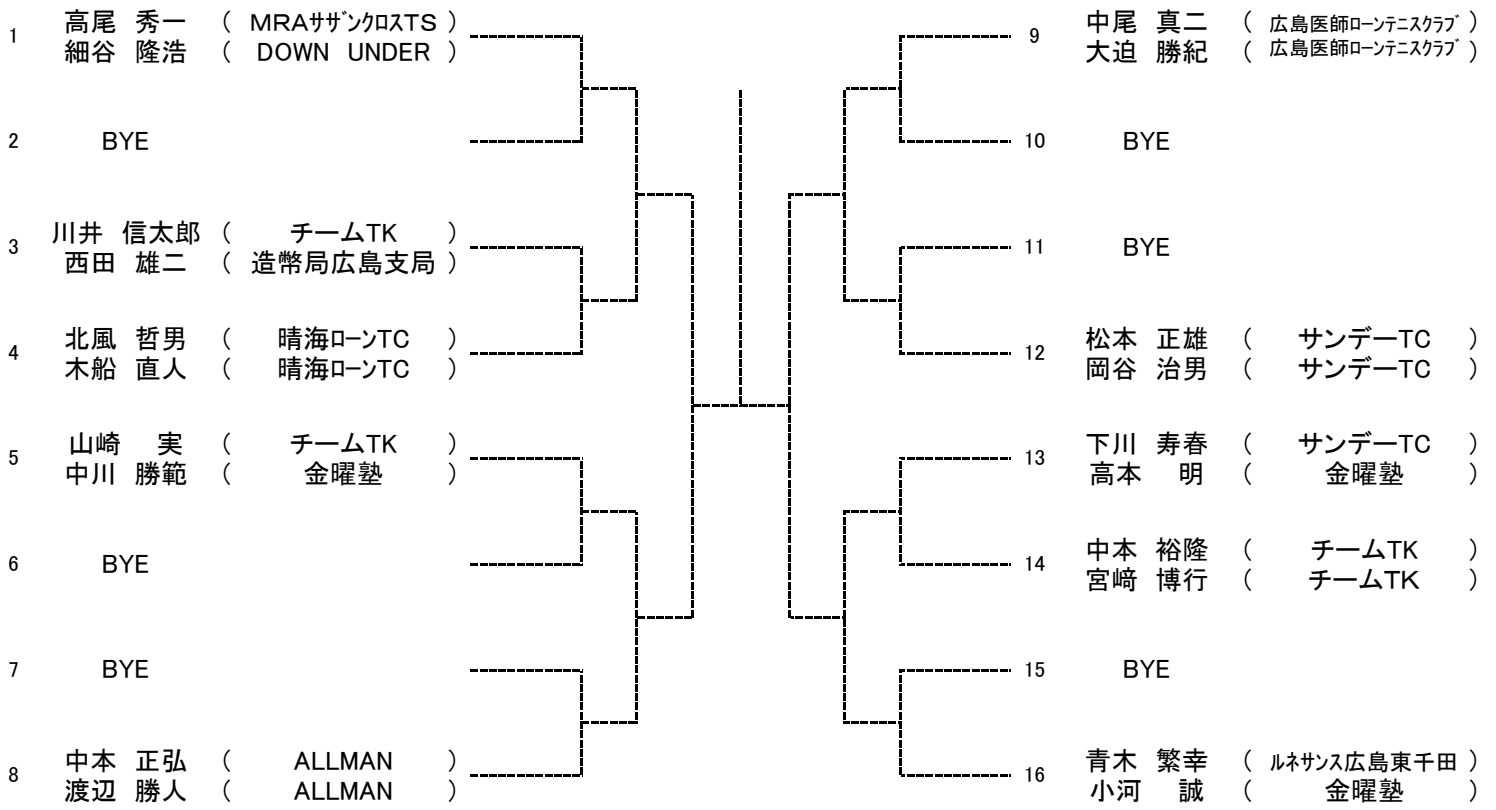 1 高尾 秀一 ( MRAｻｻﾞﾝｸﾛｽTS )
細谷 隆浩 ( DOWN UNDER )
2 BYE
3 川井 信太郎 ( チームTK )
西田 雄二 ( 造幣局広島支局 )
4 北風 哲男 ( 晴海ﾛｰﾝTC )
木船 直人 ( 晴海ﾛｰﾝTC )
5 山崎 実 ( チームTK )
中川 勝範 ( 金曜塾 )
6 BYE
7 BYE
8 中本 正弘 ( ALLMAN )
渡辺 勝人 ( ALLMAN )
9 中尾 真二 ( 広島医師ﾛｰﾝﾃﾆｽｸﾗﾌﾞ )
大迫 勝紀 ( 広島医師ﾛｰﾝﾃﾆｽｸﾗﾌﾞ )
10 BYE
11 BYE
12 松本 正雄 ( サンデーTC )
岡谷 治男 ( サンデーTC )
13 下川 寿春 ( サンデーTC )
高本 明 ( 金曜塾 )
14 中本 裕隆 ( チームTK )
宮﨑 博行 ( チームTK )
15 BYE
16 青木 繁幸 ( ﾙﾈｻﾝｽ広島東千田 )
小河 誠 ( 金曜塾 )